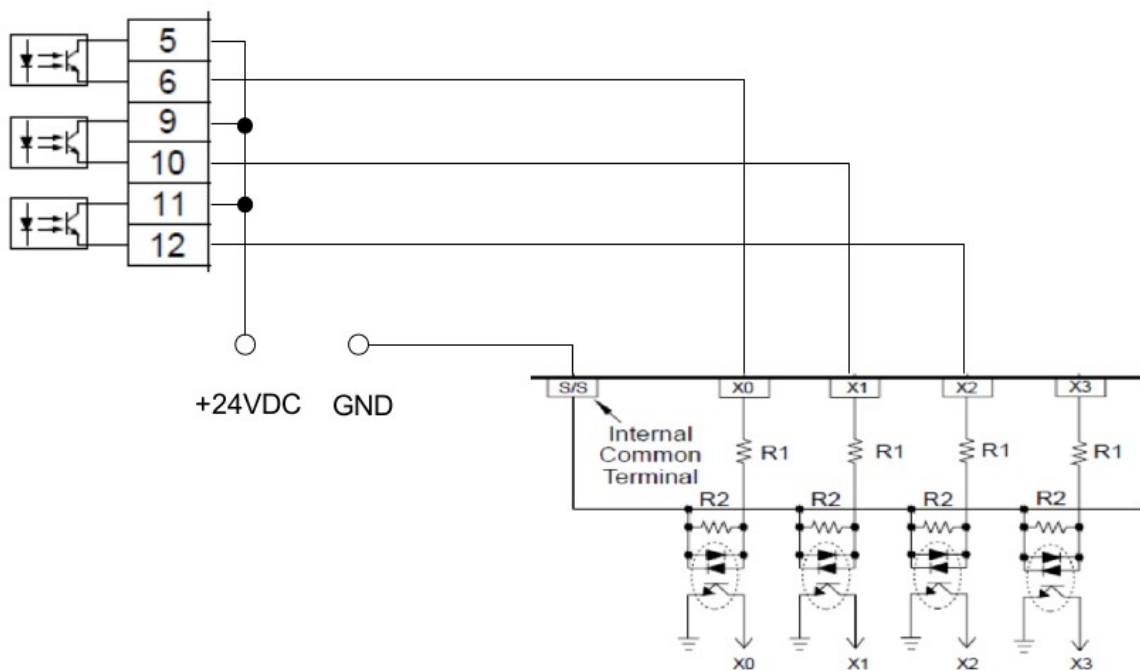 5
6
9
10
11
12
+24VDC GND
S/S X0 X1 X2 X3
Internal
Common
Terminal
R1 R1 R1 R1
R2 R2 R2 R2
X0 X1 X2 X3